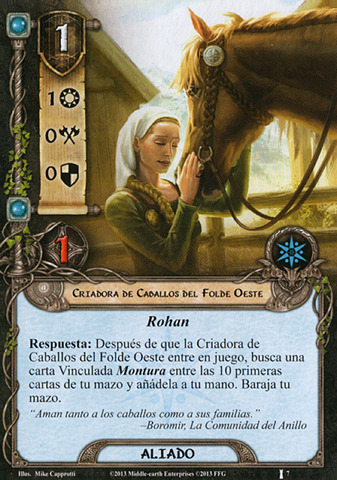 1
1
0
0
1
Criadora de Caballos del Folde Oeste
Rohan
Respuesta: Después de que la Criadora de
Caballos del Folde Oeste entre en juego, busca una
carta Vinculada Montura entre las 10 primeras
cartas de tu mazo y añádela a tu mano. Baraja tu
mazo.
“Aman tanto a los caballos como a sus familias.”
–Boromir, La Comunidad del Anillo
ALIADO
Illus. Mike Capprotti ©2013 Middle-earth Enterprises ©2013 FFG 7